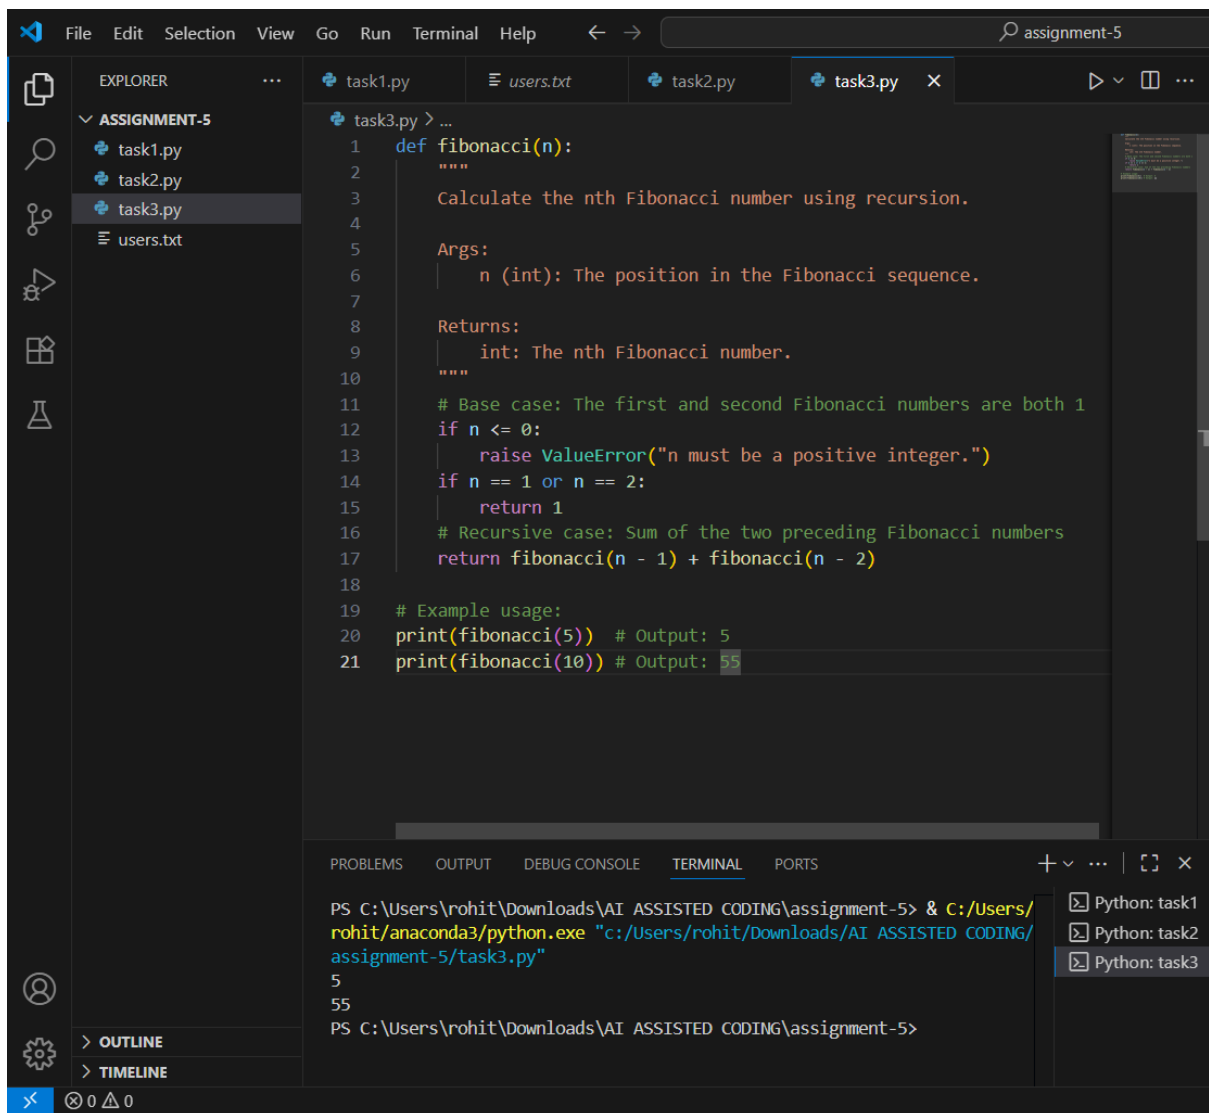 File Edit Selection View Go Run Terminal Help ← → assignment-5
EXPLORER ...
ASSIGNMENT-5
task1.py
task2.py
task3.py
users.txt
OUTLINE
TIMELINE
task1.py users.txt task2.py task3.py
task3.py > ...
1 def fibonacci(n):
2     """
3     Calculate the nth Fibonacci number using recursion.
4
5     Args:
6         n (int): The position in the Fibonacci sequence.
7
8     Returns:
9         int: The nth Fibonacci number.
10     """
11     # Base case: The first and second Fibonacci numbers are both 1
12     if n <= 0:
13         raise ValueError("n must be a positive integer.")
14     if n == 1 or n == 2:
15         return 1
16     # Recursive case: Sum of the two preceding Fibonacci numbers
17     return fibonacci(n - 1) + fibonacci(n - 2)
18
19 # Example usage:
20 print(fibonacci(5))  # Output: 5
21 print(fibonacci(10)) # Output: 55
PROBLEMS OUTPUT DEBUG CONSOLE TERMINAL PORTS
PS C:\Users\rohit\Downloads\AI ASSISTED CODING\assignment-5> & C:/Users/
rohit/anaconda3/python.exe "c:/Users/rohit/Downloads/AI ASSISTED CODING/
assignment-5/task3.py"
5
55
PS C:\Users\rohit\Downloads\AI ASSISTED CODING\assignment-5>
Python: task1
Python: task2
Python: task3
0 0